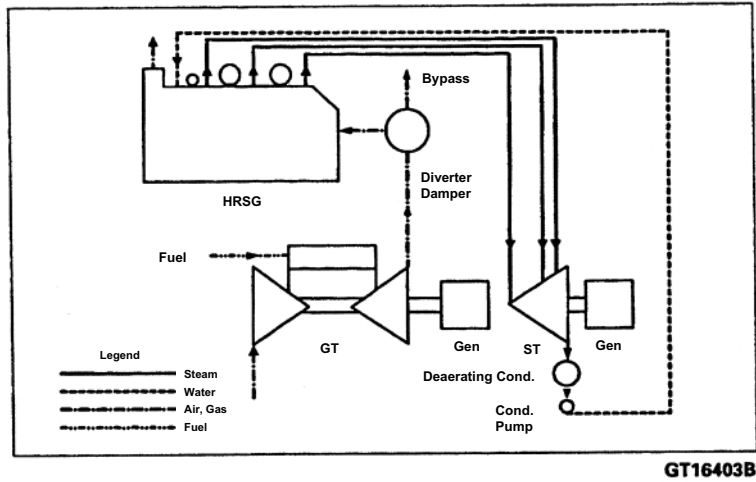 Bypass
Diverter
Damper
HRSG
Fuel
GT
Gen
ST
Gen
Legend
Steam
Water
Air, Gas
Fuel
Deaerating Cond.
Cond.
Pump
GT16403B